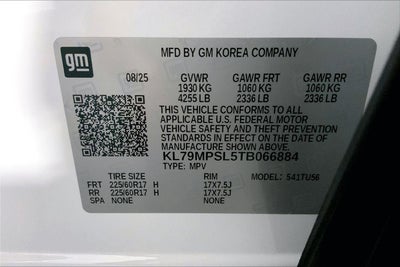 gm
MFD BY GM KOREA COMPANY
08/25 GVWR GAWR FRT GAWR RR
1930 KG 1060 KG 1060 KG
4255 LB 2336 LB 2336 LB
THIS VEHICLE CONFORMS TO ALL
APPLICABLE U.S. FEDERAL MOTOR
VEHICLE SAFETY AND THEFT PREVENTION
STANDARDS IN EFFECT ON THE DATE
OF MANUFACTURE SHOWN ABOVE.
KL79MPSL5TB066884
TYPE: MPV MODEL: 541TU56
TIRE SIZE RIM
FRT 225/60R17 H 17X7.5J
RR 225/60R17 H 17X7.5J
SPA NONE NONE